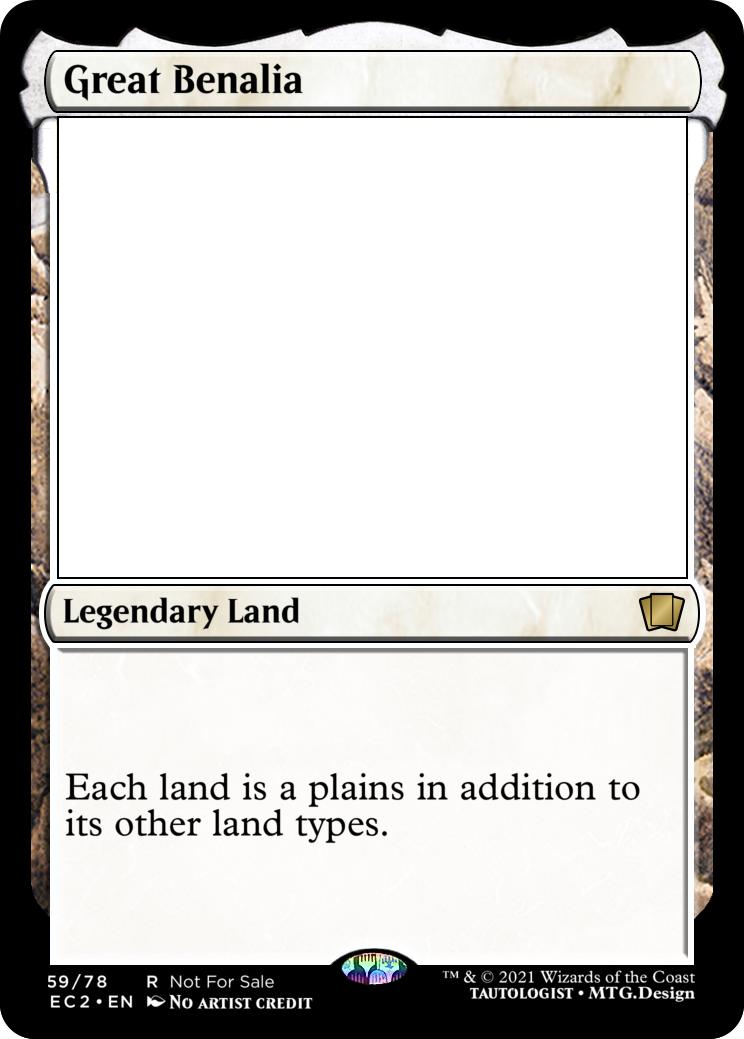 Great Benalia
Legendary Land
Each land is a plains in addition to
its other land types.
59/78 R Not For Sale
EC2 • EN No artist credit
™ & © 2021 Wizards of the Coast
TAUTOLOGIST • MTG.Design